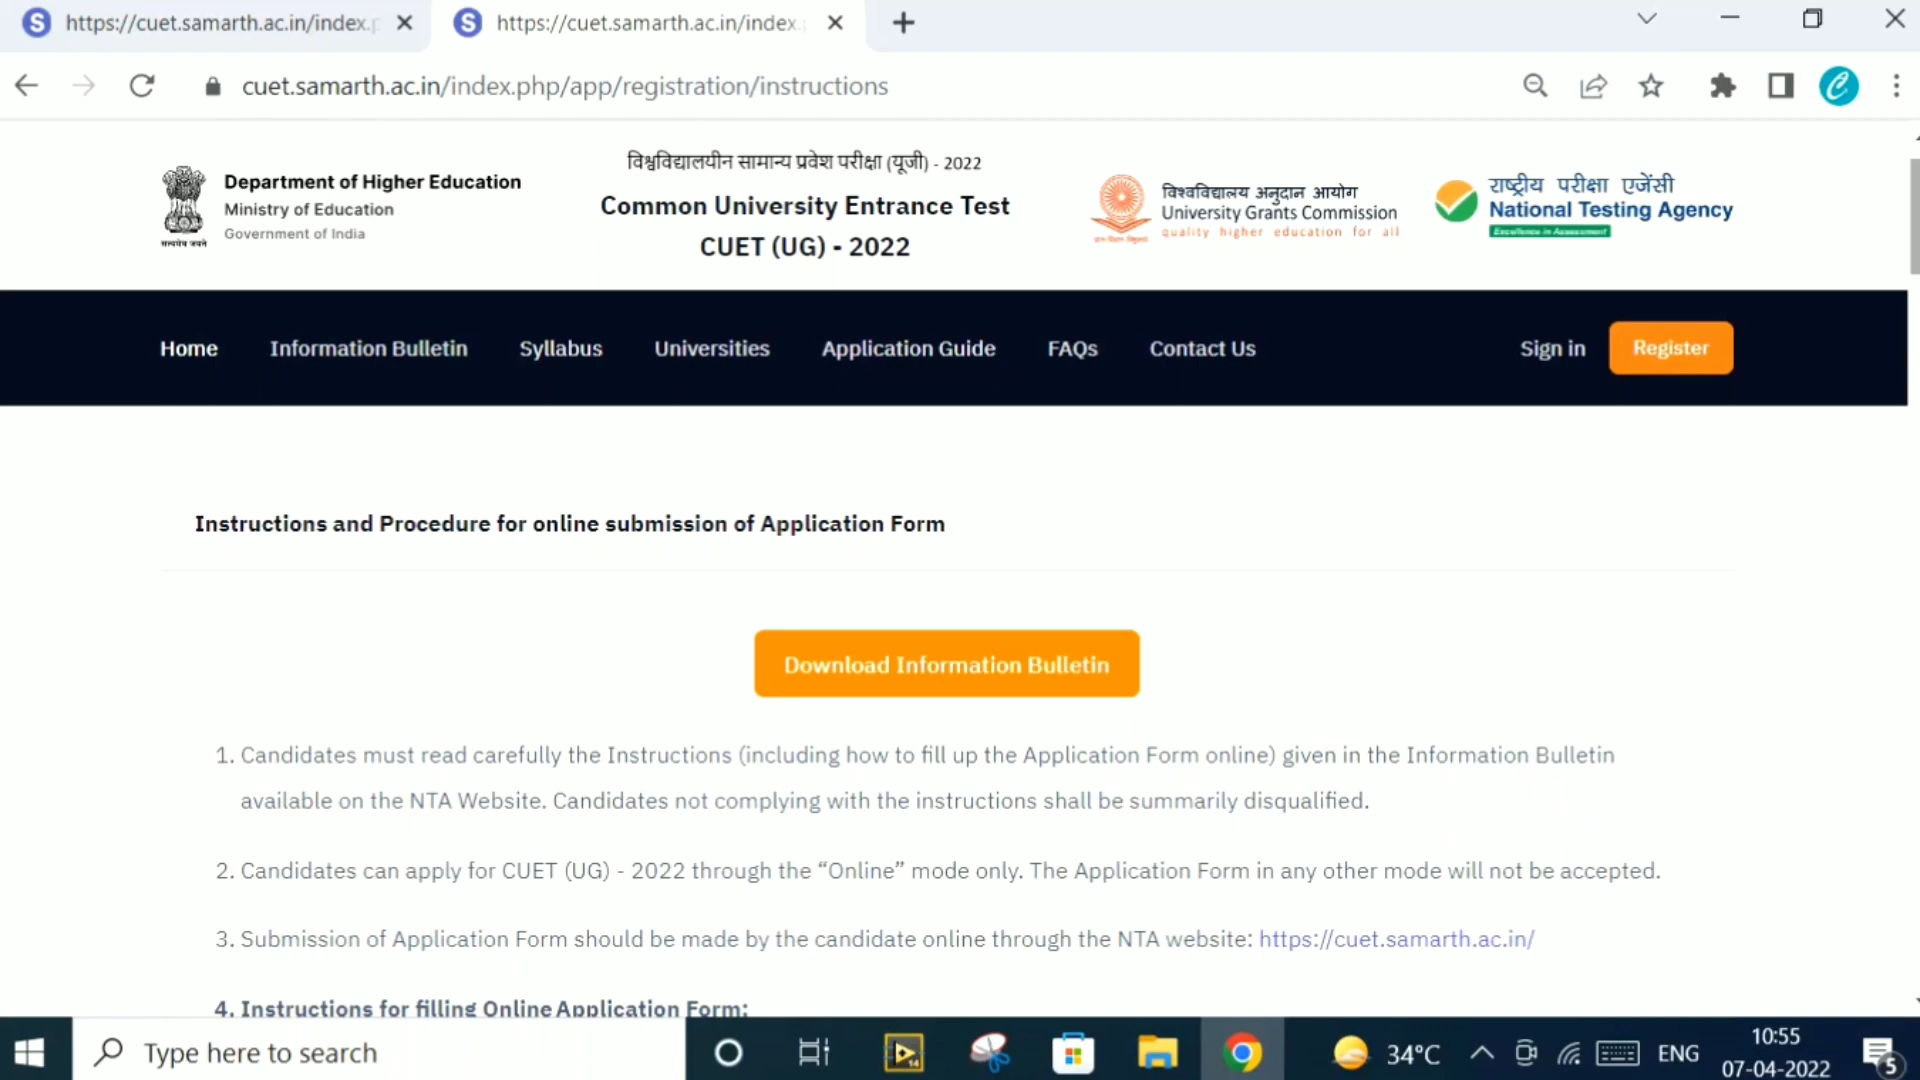 https://cuet.samarth.ac.in/index.p
https://cuet.samarth.ac.in/index.
cuet.samarth.ac.in/index.php/app/registration/instructions
सत्यमेव जयते
Department of Higher Education
Ministry of Education
Government of India
विश्वविद्यालयीन सामान्य प्रवेश परीक्षा (यूजी) - 2022
Common University Entrance Test
CUET (UG) - 2022
विश्वविद्यालय अनुदान आयोग
University Grants Commission
quality higher education for all
राष्ट्रीय परीक्षा एजेंसी
National Testing Agency
Excellence in Assessment
Home Information Bulletin Syllabus Universities Application Guide FAQs Contact Us Sign in Register
Instructions and Procedure for online submission of Application Form
Download Information Bulletin
1. Candidates must read carefully the Instructions (including how to fill up the Application Form online) given in the Information Bulletin
available on the NTA Website. Candidates not complying with the instructions shall be summarily disqualified.
2. Candidates can apply for CUET (UG) - 2022 through the “Online” mode only. The Application Form in any other mode will not be accepted.
3. Submission of Application Form should be made by the candidate online through the NTA website: https://cuet.samarth.ac.in/
4. Instructions for filling Online Application Form:
Type here to search
34°C
ENG
10:55
07-04-2022
5